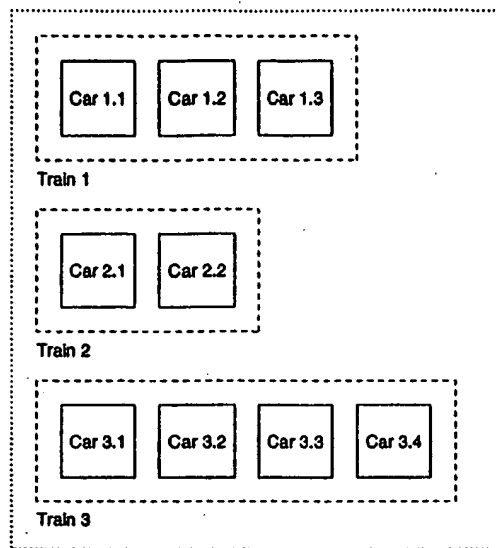 Car 1.1 Car 1.2 Car 1.3
Train 1
Car 2.1 Car 2.2
Train 2
Car 3.1 Car 3.2 Car 3.3 Car 3.4
Train 3